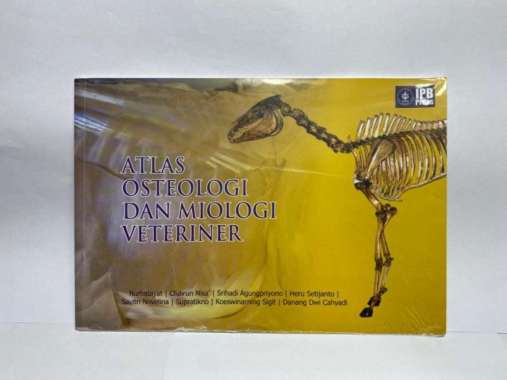 IPB
PRESS
ATLAS
OSTEOLOGI
DAN MIOLOGI
VETERINER
Nurhidayat | Chairun Nisa' | Srihadi Agungpriyono | Heru Setijanto |
Savitri Novelina | Supratikno | Koeswinarning Sigit | Danang Dwi Cahyadi